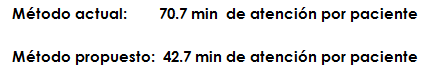 Método actual: 70.7 min de atención por paciente
Método propuesto: 42.7 min de atención por paciente